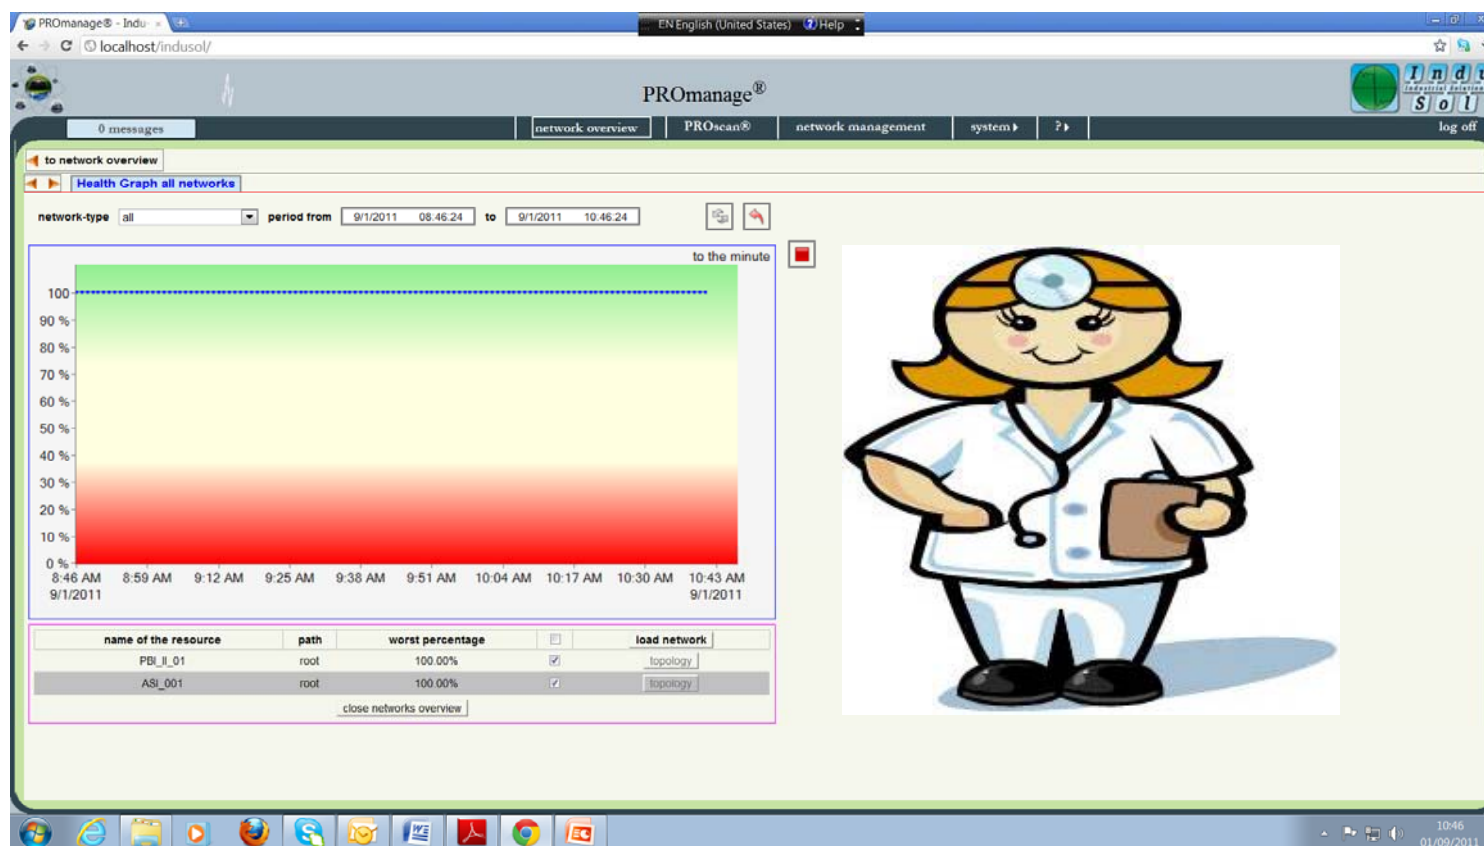 PROmanage® - Indu
EN English (United States) Help
localhost/indusol/
PROmanage®
Indu
Industrial Solution
Sol
0 messages
network overview PROscan® network management system ? log off
to network overview
Health Graph all networks
network-type all period from 9/1/2011 08:46:24 to 9/1/2011 10:46:24
to the minute
100
90 %
80 %
70 %
60 %
50 %
40 %
30 %
20 %
10 %
0 %
8:46 AM 8:59 AM 9:12 AM 9:25 AM 9:38 AM 9:51 AM 10:04 AM 10:17 AM 10:30 AM 10:43 AM
9/1/2011 9/1/2011
name of the resource path worst percentage load network
PBI_II_01 root 100.00% topology
ASI_001 root 100.00% topology
close networks overview
10:46
01/09/2011